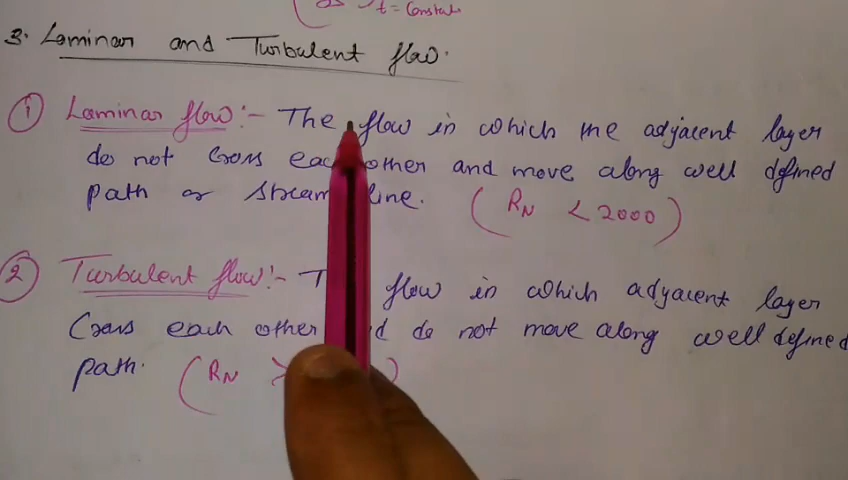 t = Constant
3. Laminar and Turbulent flow.
① Laminar flow:- The flow in which the adjacent layer
do not Cross each other and move along well defined
path or stream line. (RN < 2000)
② Turbulent flow:- T flow in which adyacent layer
Cross each other d do not move along well defined
path. (RN > )